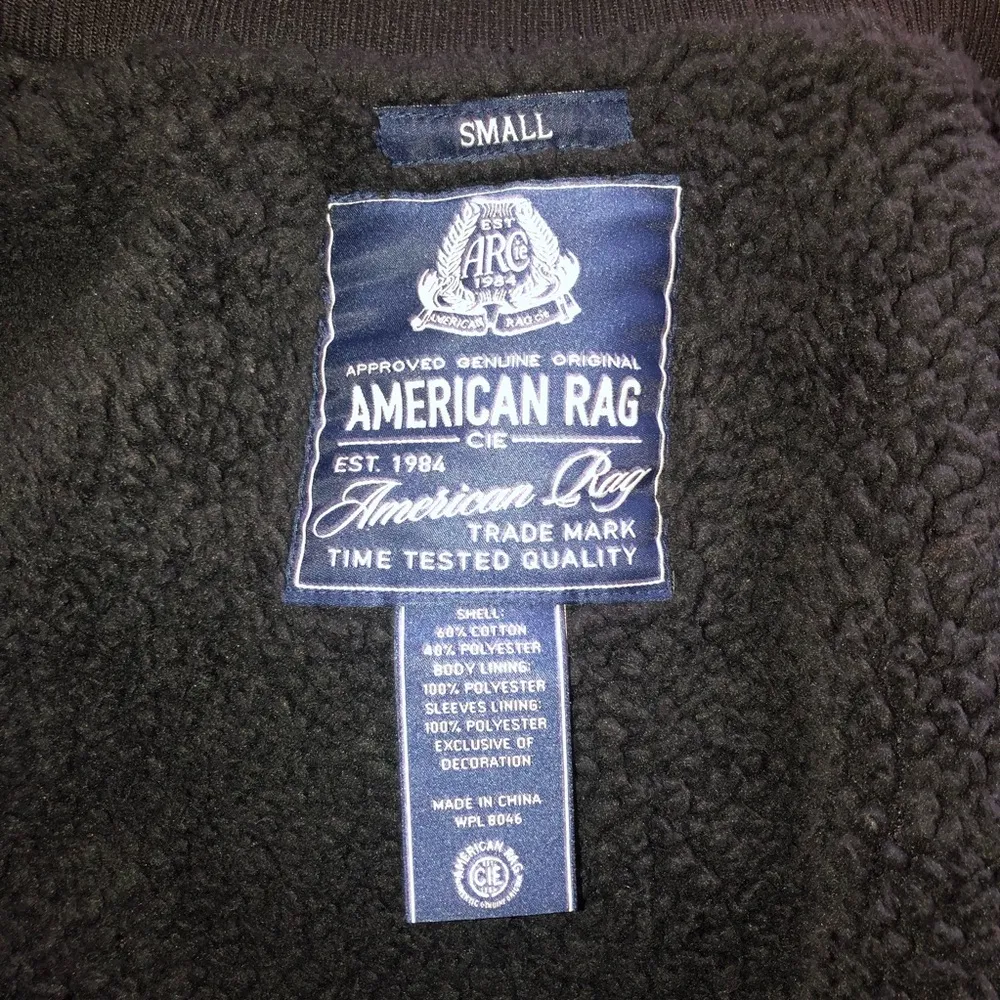 SMALL
EST
ARC cie
1984
AMERICAN RAG cie
APPROVED GENUINE ORIGINAL
AMERICAN RAG
CIE
EST. 1984
American Rag
TRADE MARK
TIME TESTED QUALITY
SHELL:
60% COTTON
40% POLYESTER
BODY LINING:
100% POLYESTER
SLEEVES LINING:
100% POLYESTER
EXCLUSIVE OF
DECORATION
MADE IN CHINA
WPL 8046
AMERICAN RAG
CIE